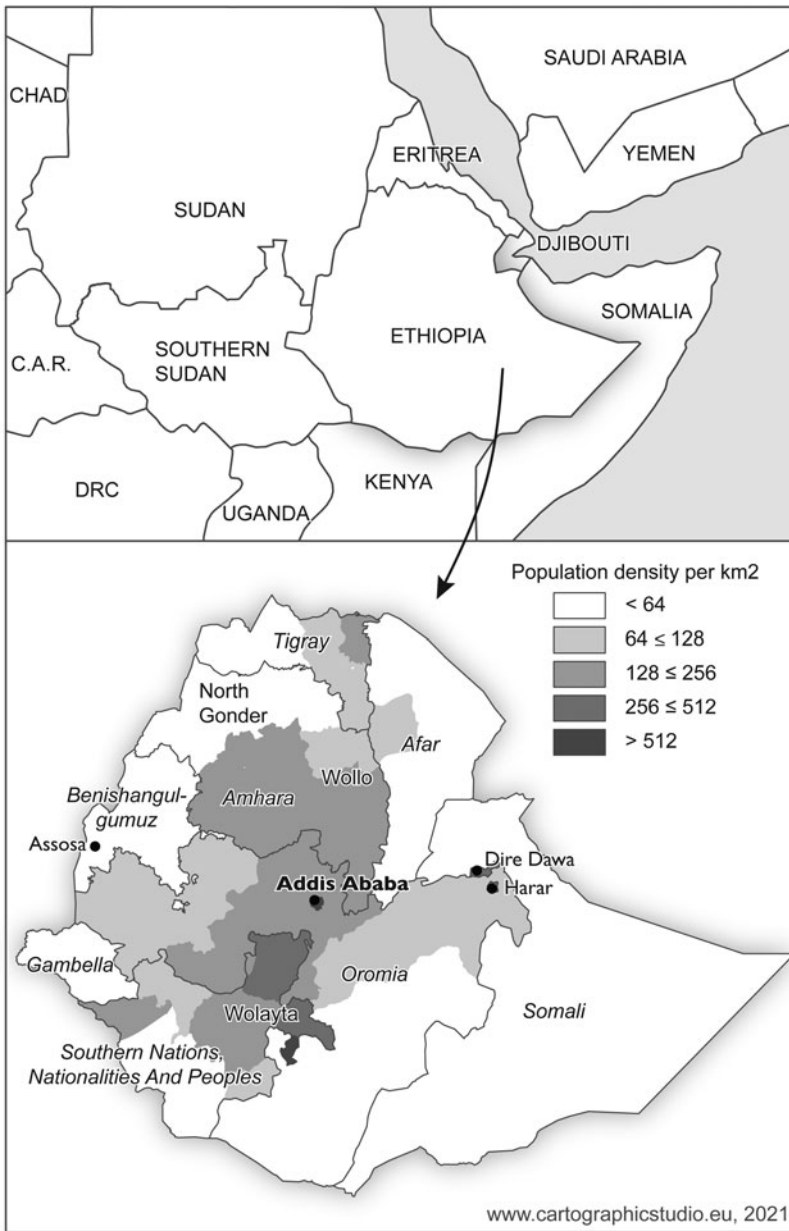 SAUDI ARABIA
CHAD
ERITREA
YEMEN
SUDAN
DJIBOUTI
SOMALIA
ETHIOPIA
SOUTHERN
SUDAN
C.A.R.
DRC
KENYA
UGANDA
Population density per km2
< 64
64 ≤ 128
128 ≤ 256
256 ≤ 512
> 512
Tigray
North
Gonder
Afar
Wollo
Benishangul-
gumuz
Amhara
Assosa
Dire Dawa
Addis Ababa
Harar
Gambella
Oromia
Wolayta
Somali
Southern Nations,
Nationalities And Peoples
www.cartographicstudio.eu, 2021